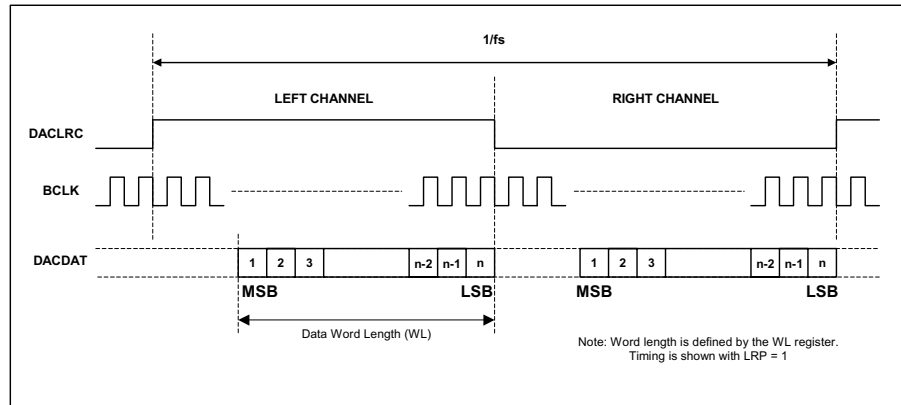 1/fs
LEFT CHANNEL RIGHT CHANNEL
DACLRC
BCLK
DACDAT 1 2 3 n-2 n-1 n 1 2 3 n-2 n-1 n
MSB LSB MSB LSB
Data Word Length (WL)
Note: Word length is defined by the WL register.
Timing is shown with LRP = 1